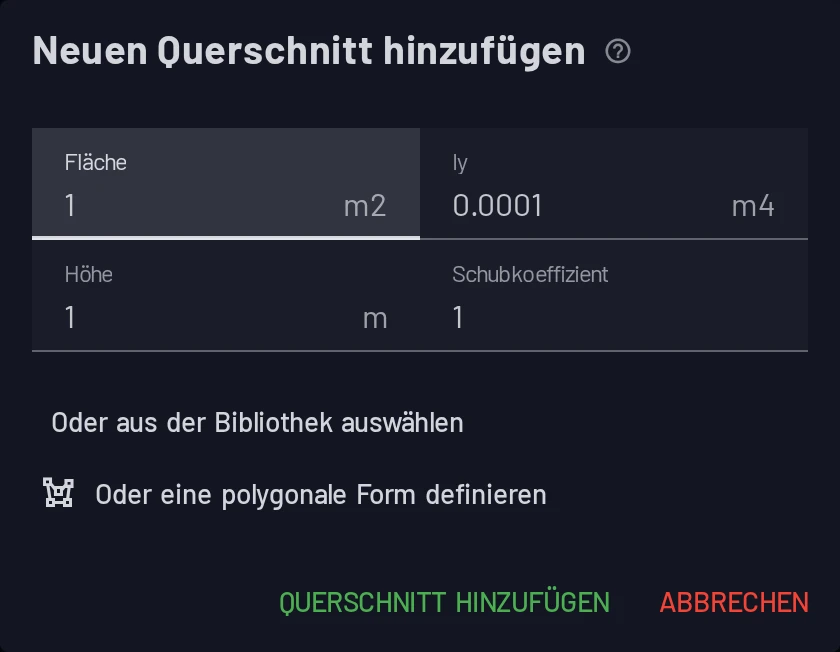 Neuen Querschnitt hinzufügen ?
Fläche
1 m2
Iy
0.0001 m4
Höhe
1 m
Schubkoeffizient
1
Oder aus der Bibliothek auswählen
Oder eine polygonale Form definieren
QUERSCHNITT HINZUFÜGEN ABBRECHEN